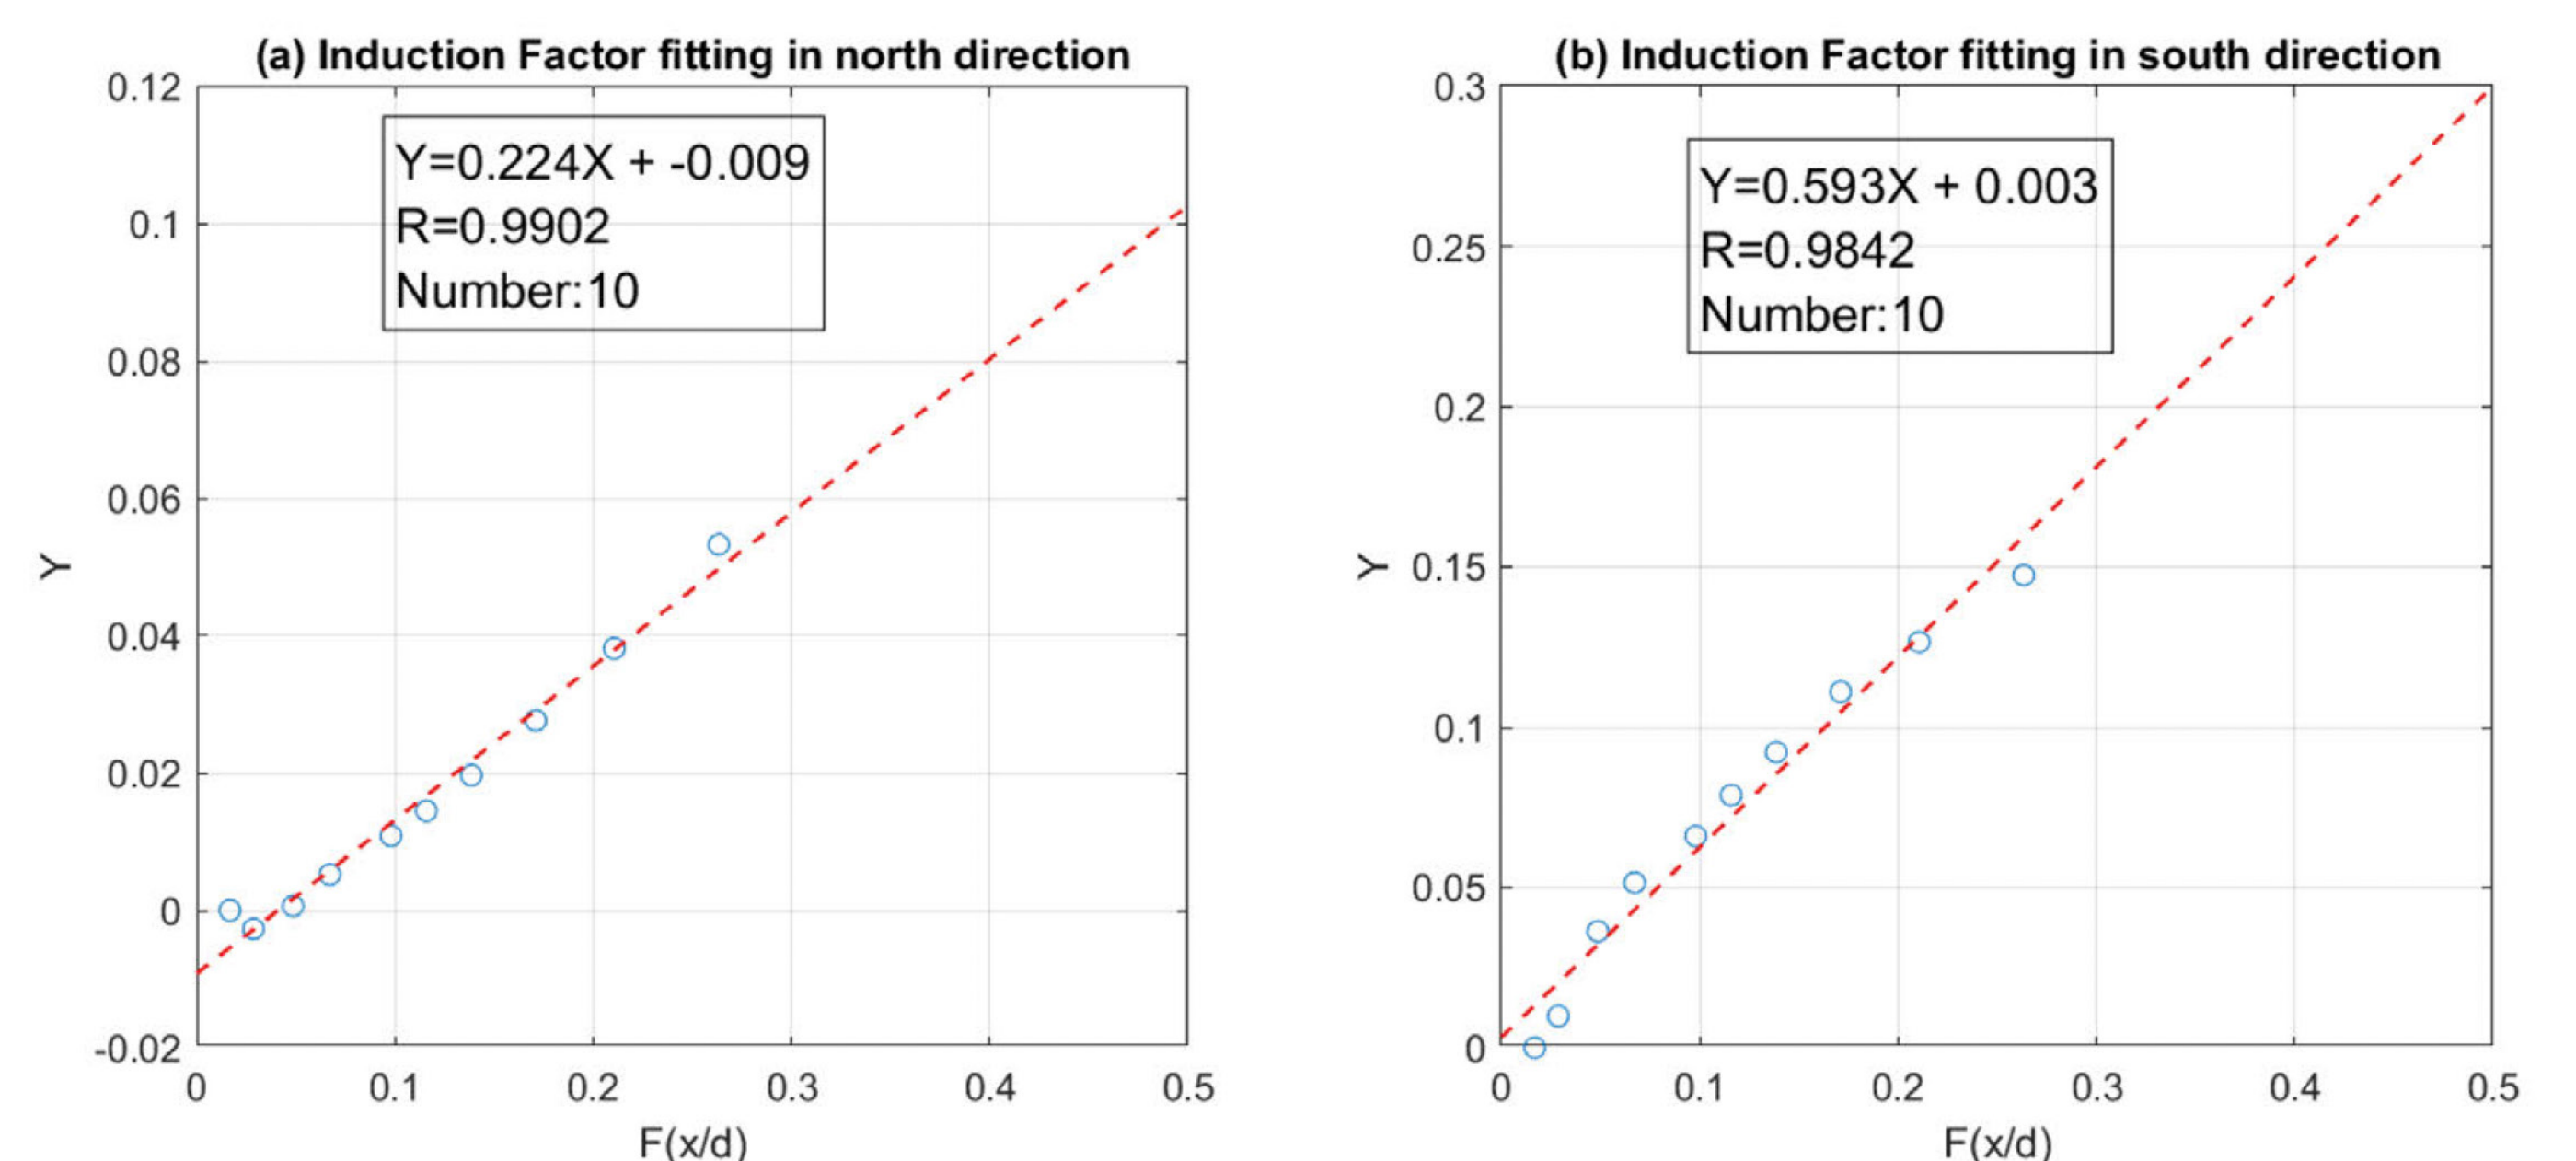 (a) Induction Factor fitting in north direction
0.12
0.1
0.08
0.06
0.04
0.02
0
-0.02
Y
Y=0.224X + -0.009
R=0.9902
Number:10
0 0.1 0.2 0.3 0.4 0.5
F(x/d)
(b) Induction Factor fitting in south direction
0.3
0.25
0.2
0.15
0.1
0.05
0
Y
Y=0.593X + 0.003
R=0.9842
Number:10
0 0.1 0.2 0.3 0.4 0.5
F(x/d)